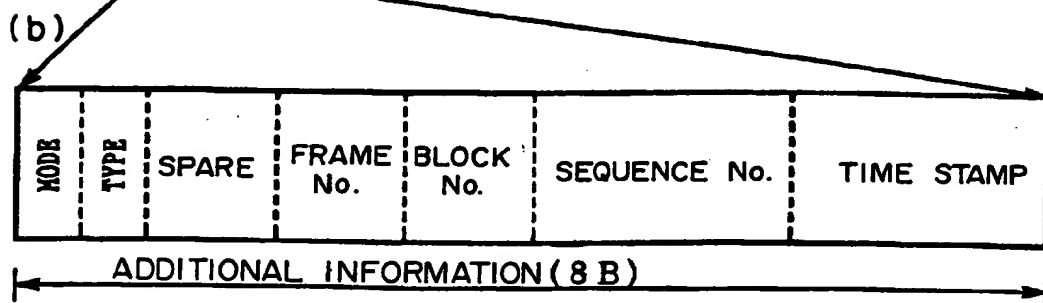 (b)
MODE TYPE SPARE FRAME No. BLOCK No. SEQUENCE No. TIME STAMP
ADDITIONAL INFORMATION (8 B)